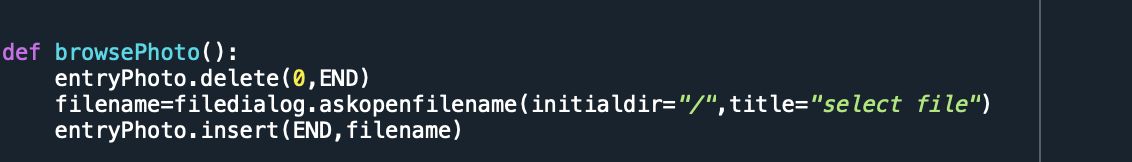 def browsePhoto():
    entryPhoto.delete(0,END)
    filename=filedialog.askopenfilename(initialdir="/",title="select file")
    entryPhoto.insert(END,filename)